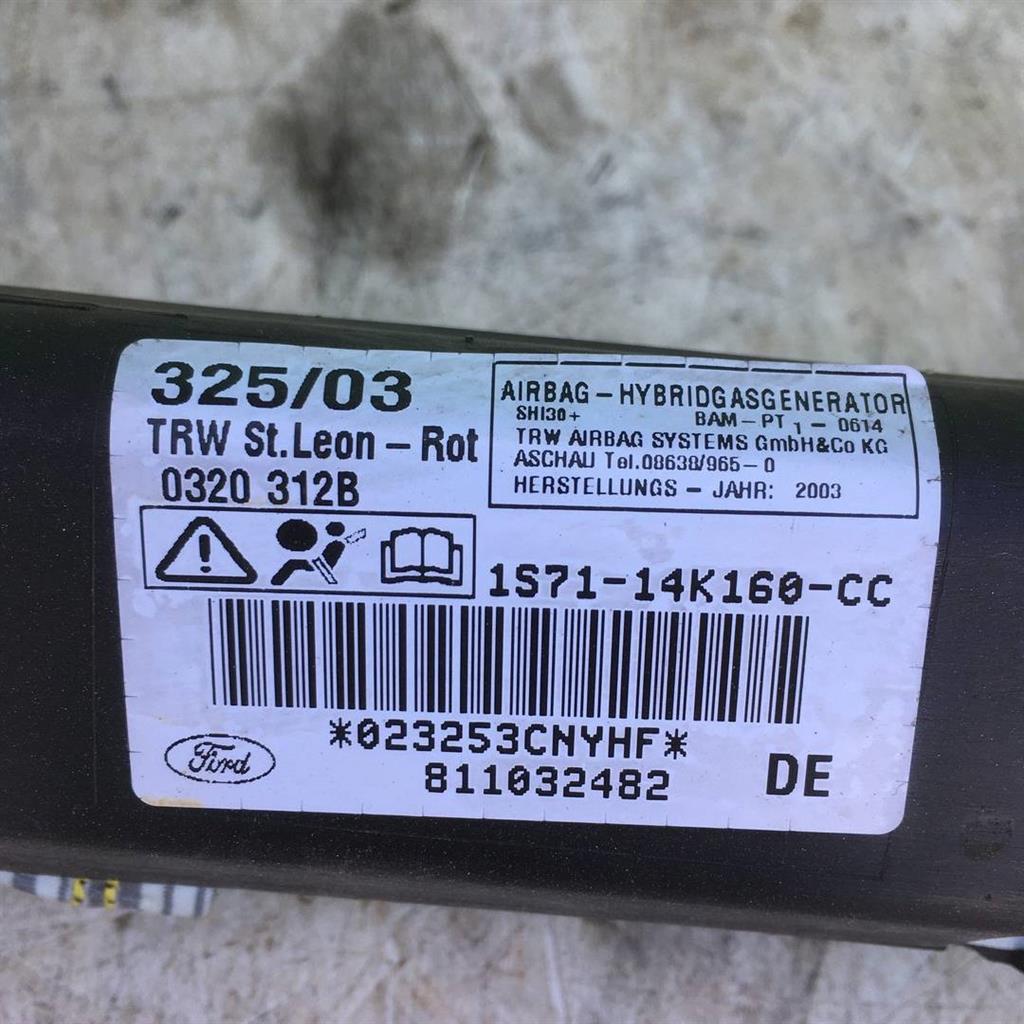 325/03
TRW St.Leon – Rot
0320 312B
AIRBAG – HYBRIDGASGENERATOR
SHI30+ BAM – PT 1 – 0614
TRW AIRBAG SYSTEMS GmbH&Co KG
ASCHAU Tel.08638/965 – 0
HERSTELLUNGS – JAHR: 2003
1S71-14K160-CC
*023253CNYHF*
811032482
Ford
DE